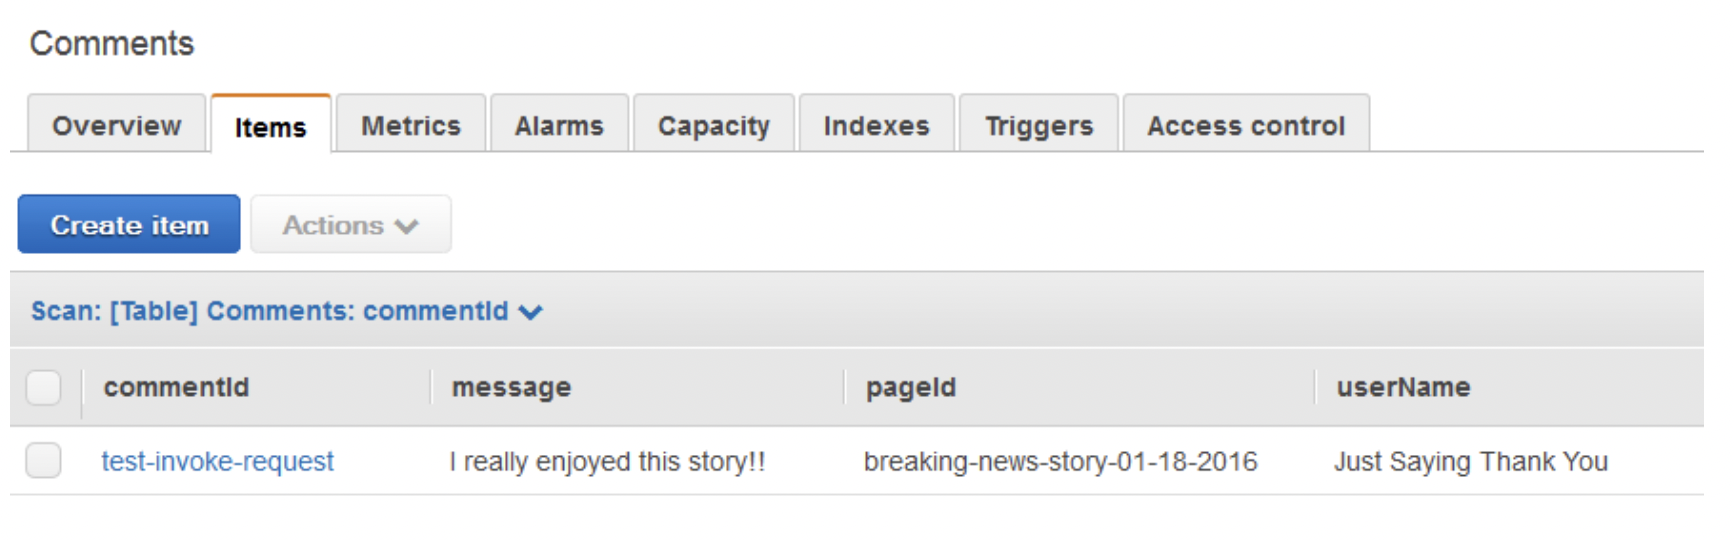 Comments
Overview Items Metrics Alarms Capacity Indexes Triggers Access control
Create item Actions
Scan: [Table] Comments: commentId
commentId message pageId userName
test-invoke-request I really enjoyed this story!! breaking-news-story-01-18-2016 Just Saying Thank You